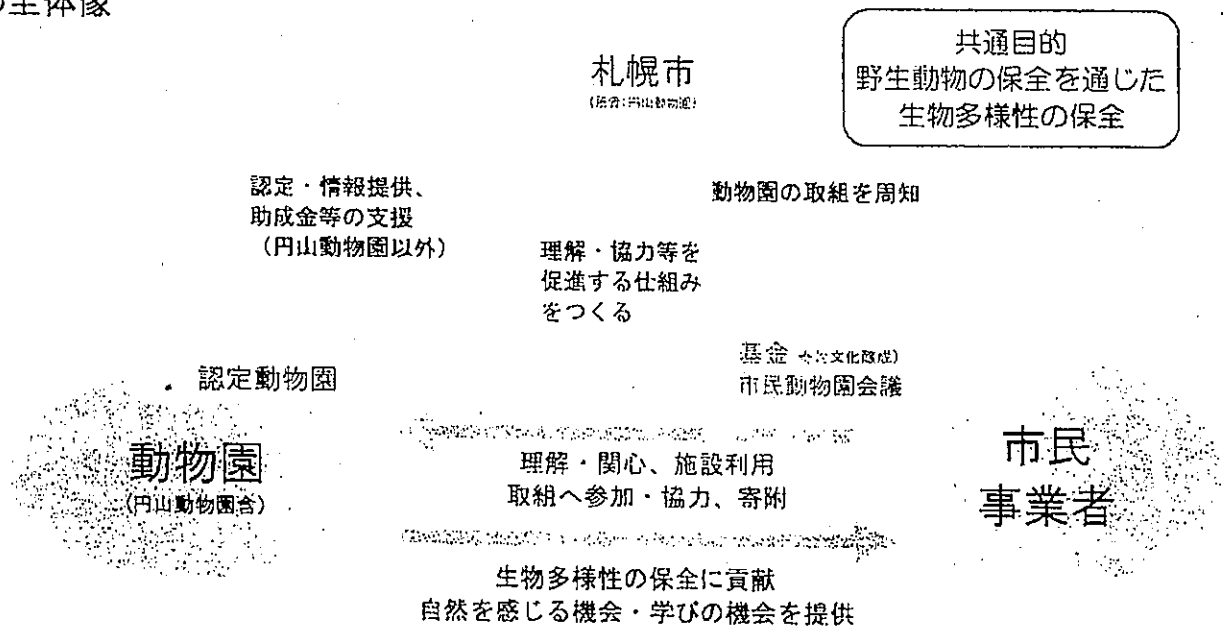 の全体像
札幌市
共通目的
野生動物の保全を通じた
生物多様性の保全
認定・情報提供、
助成金等の支援
（円山動物園以外）
動物園の取組を周知
理解・協力等を
促進する仕組み
をつくる
基金
市民動物園会議
認定動物園
動物園
（円山動物園含）
理解・関心、施設利用
取組へ参加・協力、寄附
市民
事業者
生物多様性の保全に貢献
自然を感じる機会・学びの機会を提供